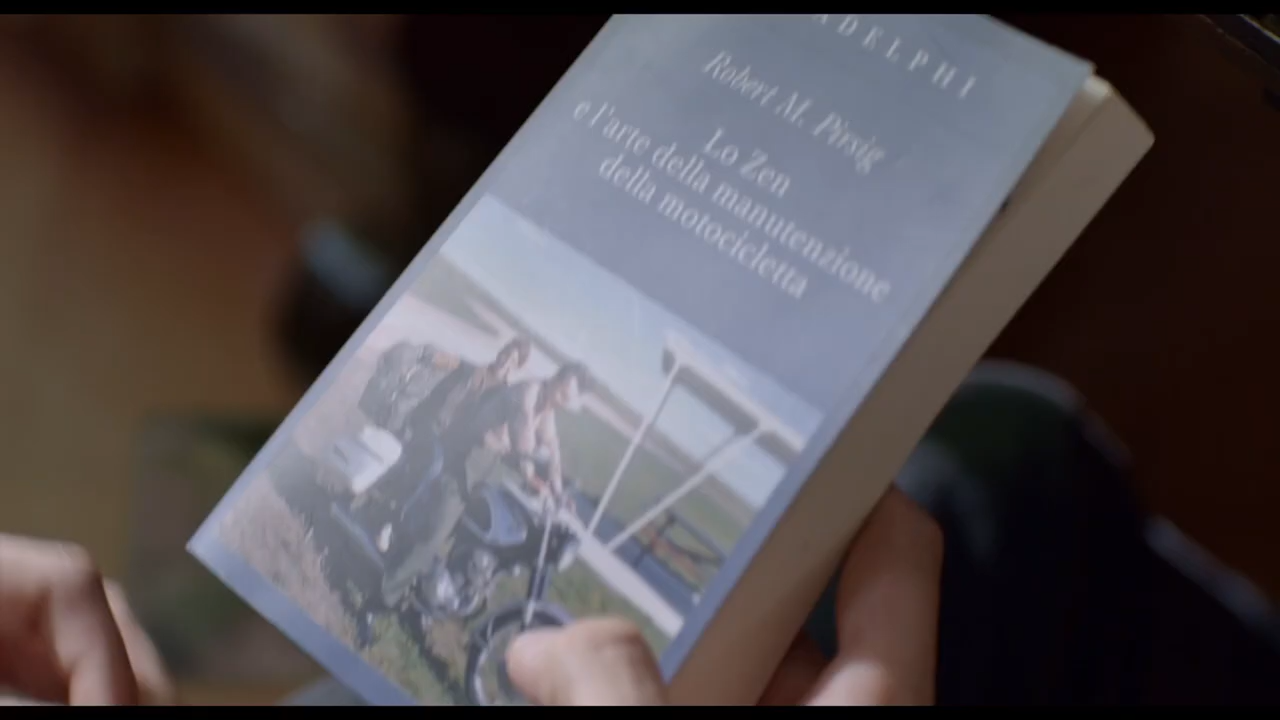 ADELPHI
Robert M. Pirsig
Lo Zen
e l'arte della manutenzione
della motocicletta